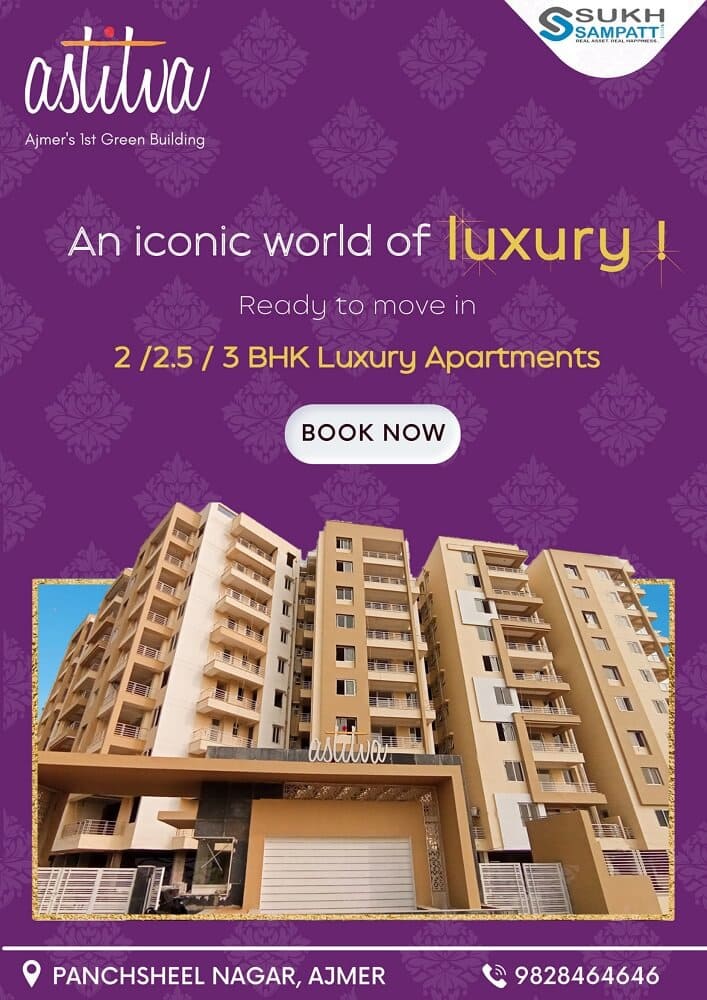 astitva
Ajmer's 1st Green Building
SUKH
SAMPATTI
REAL ASSET. REAL HAPPINESS.
An iconic world of luxury !
Ready to move in
2 /2.5 / 3 BHK Luxury Apartments
BOOK NOW
astitva
PANCHSHEEL NAGAR, AJMER
9828464646